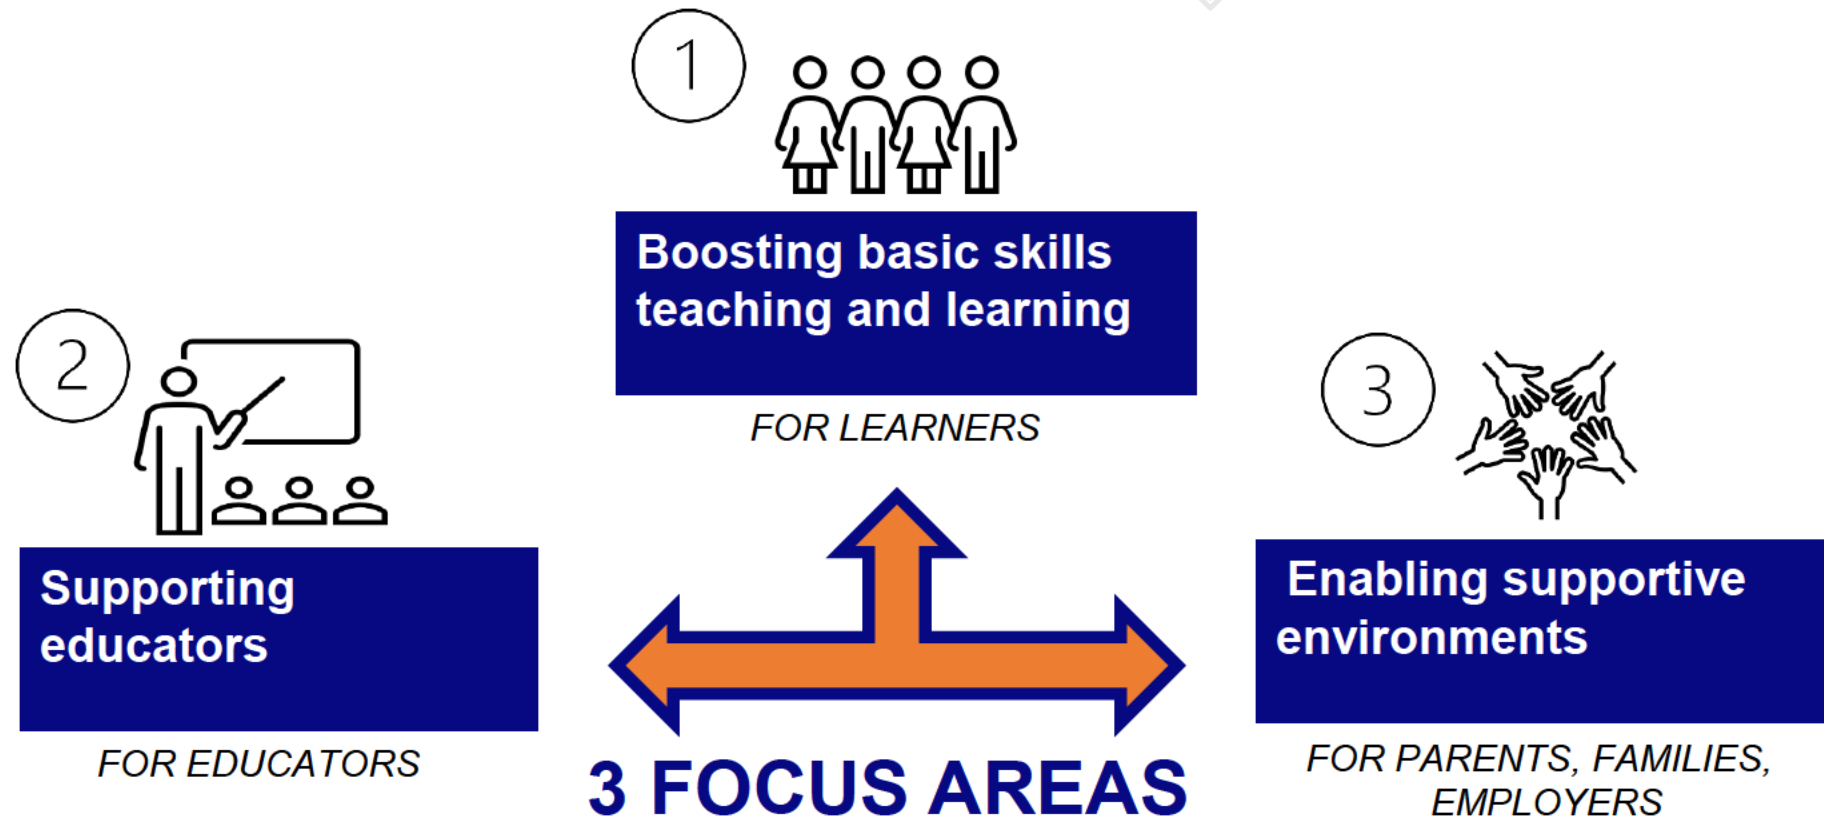 1
Boosting basic skills
teaching and learning
FOR LEARNERS
2
Supporting
educators
FOR EDUCATORS
3
Enabling supportive
environments
FOR PARENTS, FAMILIES,
EMPLOYERS
3 FOCUS AREAS